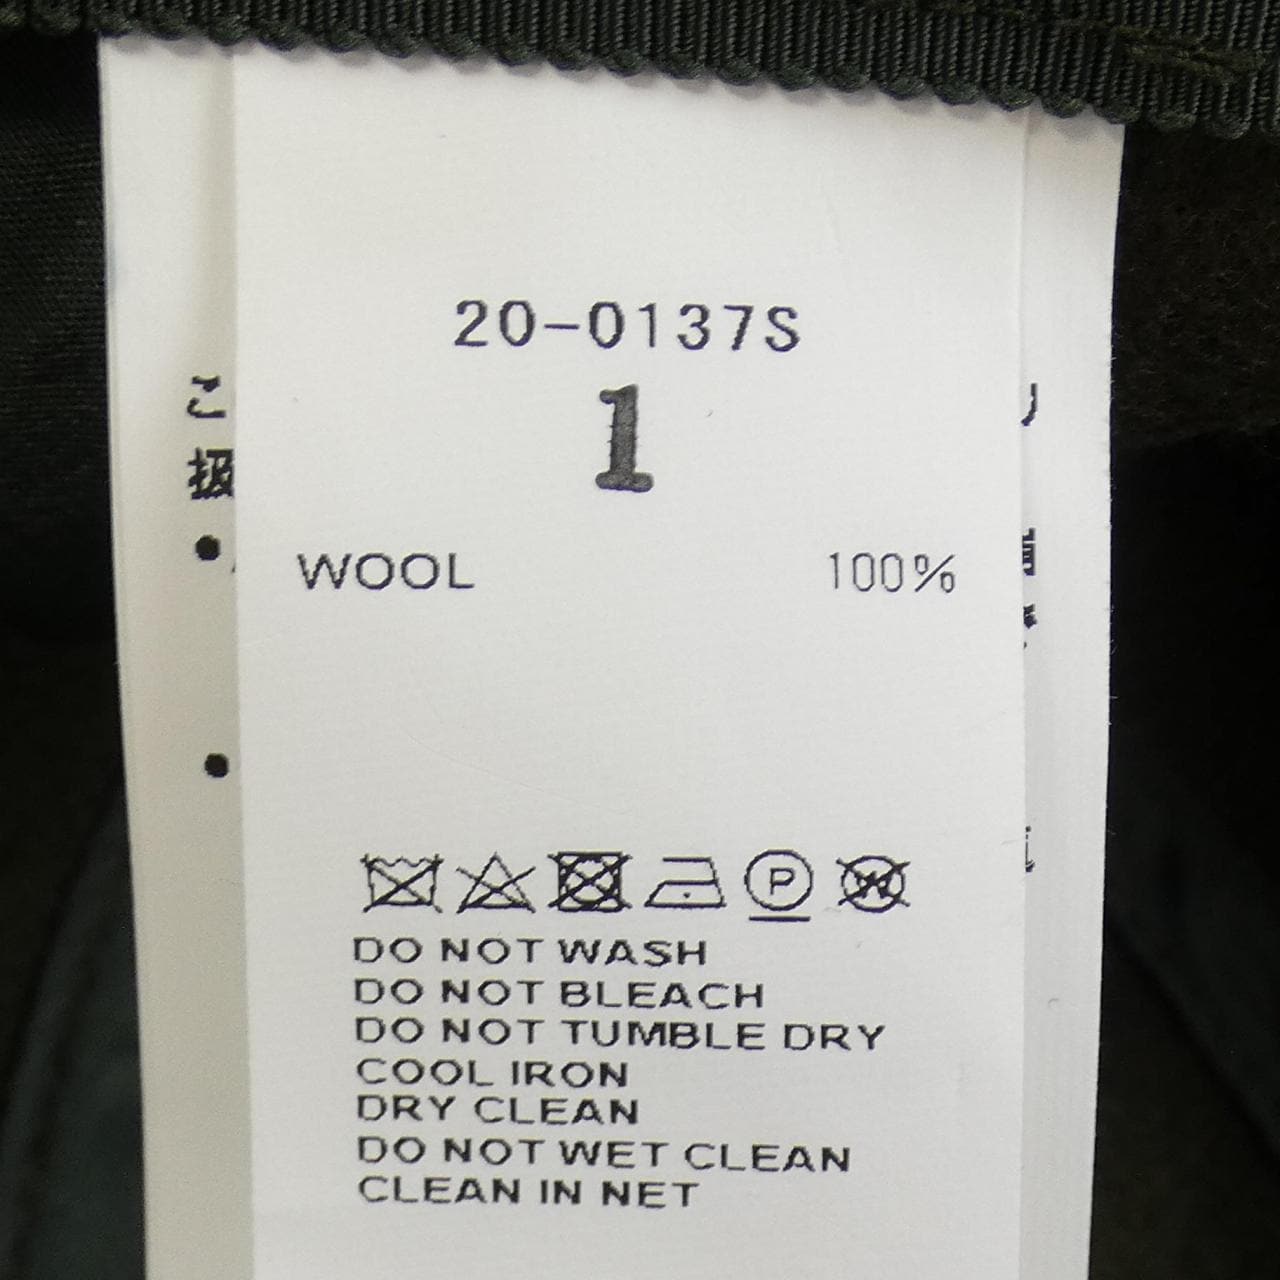 20-0137S
1
WOOL 100%
P W
DO NOT WASH
DO NOT BLEACH
DO NOT TUMBLE DRY
COOL IRON
DRY CLEAN
DO NOT WET CLEAN
CLEAN IN NET
扱